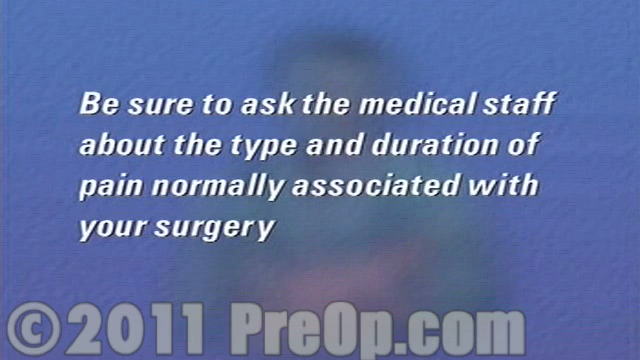 Be sure to ask the medical staff
about the type and duration of
pain normally associated with
your surgery
© 2011 PreOp.com